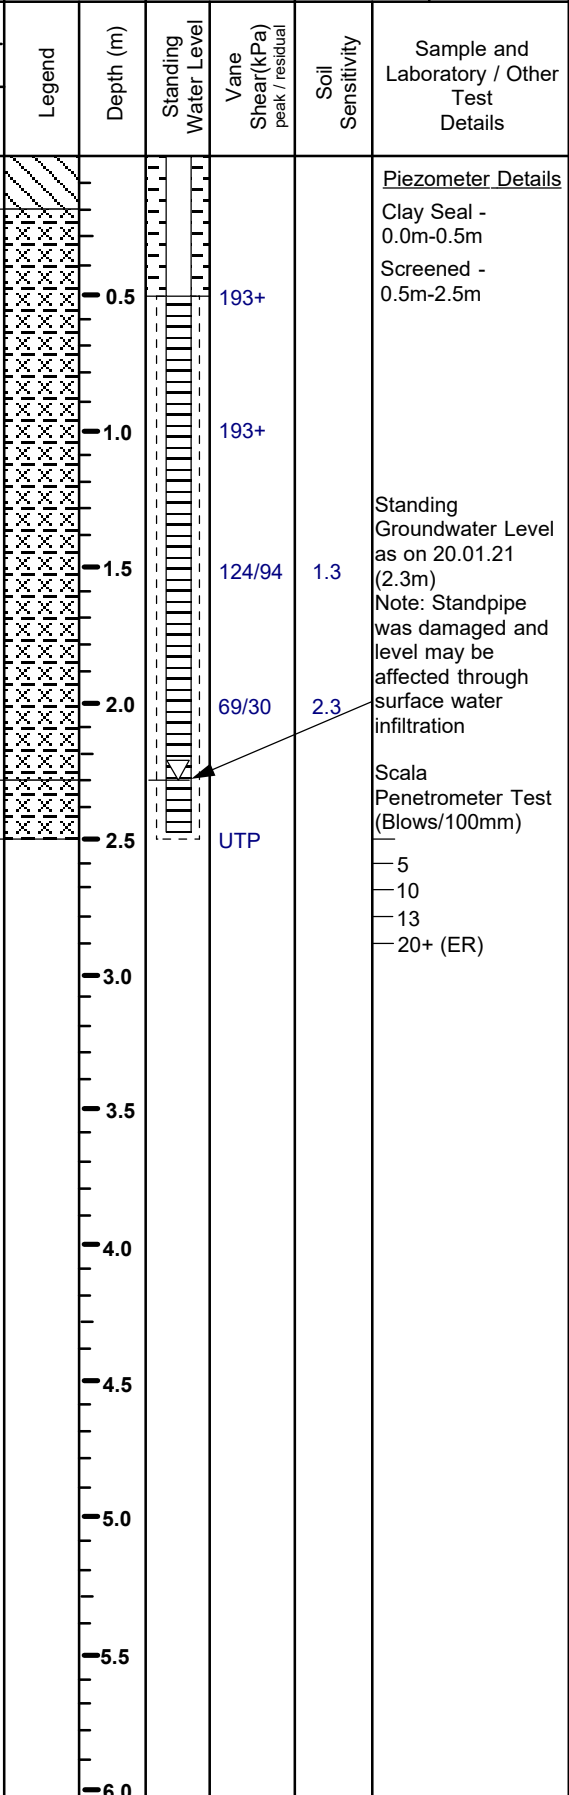 Legend
Depth (m)
Standing
Water Level
Vane
Shear(kPa)
peak / residual
Soil
Sensitivity
Sample and
Laboratory / Other
Test
Details
Piezometer Details
Clay Seal -
0.0m-0.5m
Screened -
0.5m-2.5m
0.5
193+
1.0
193+
Standing
Groundwater Level
as on 20.01.21
(2.3m)
Note: Standpipe
was damaged and
level may be
affected through
surface water
infiltration
1.5
124/94
1.3
2.0
69/30
2.3
Scala
Penetrometer Test
(Blows/100mm)
2.5
UTP
5
10
13
20+ (ER)
3.0
3.5
4.0
4.5
5.0
5.5
6.0